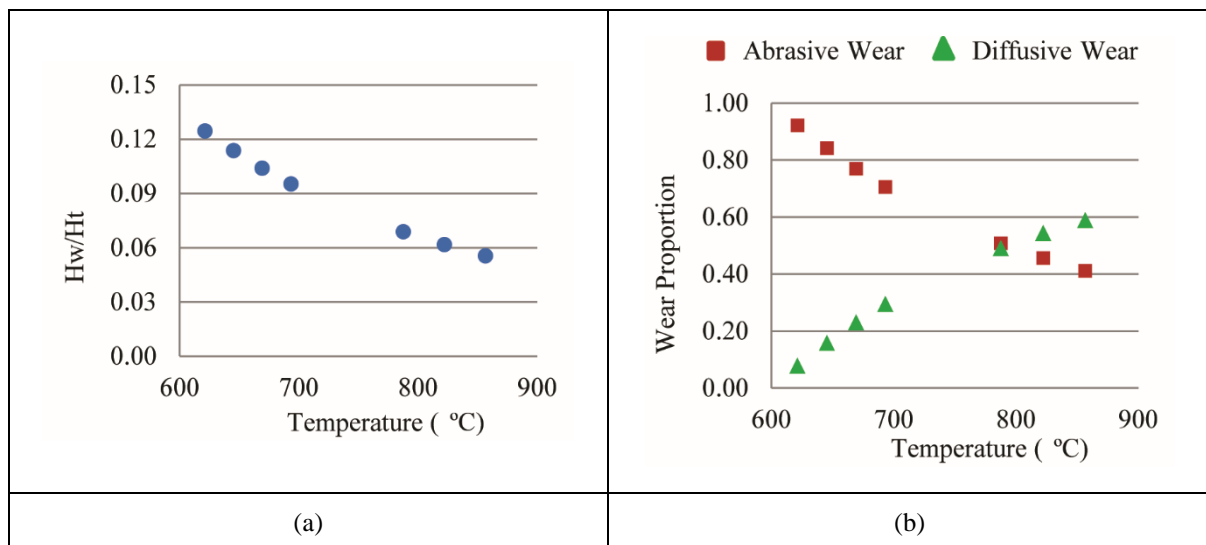 0.15
0.12
0.09
0.06
0.03
0.00
Hw/Ht
600 700 800 900
Temperature ( ºC)
(a)
Abrasive Wear Diffusive Wear
1.00
0.80
0.60
0.40
0.20
0.00
Wear Proportion
600 700 800 900
Temperature ( ºC)
(b)